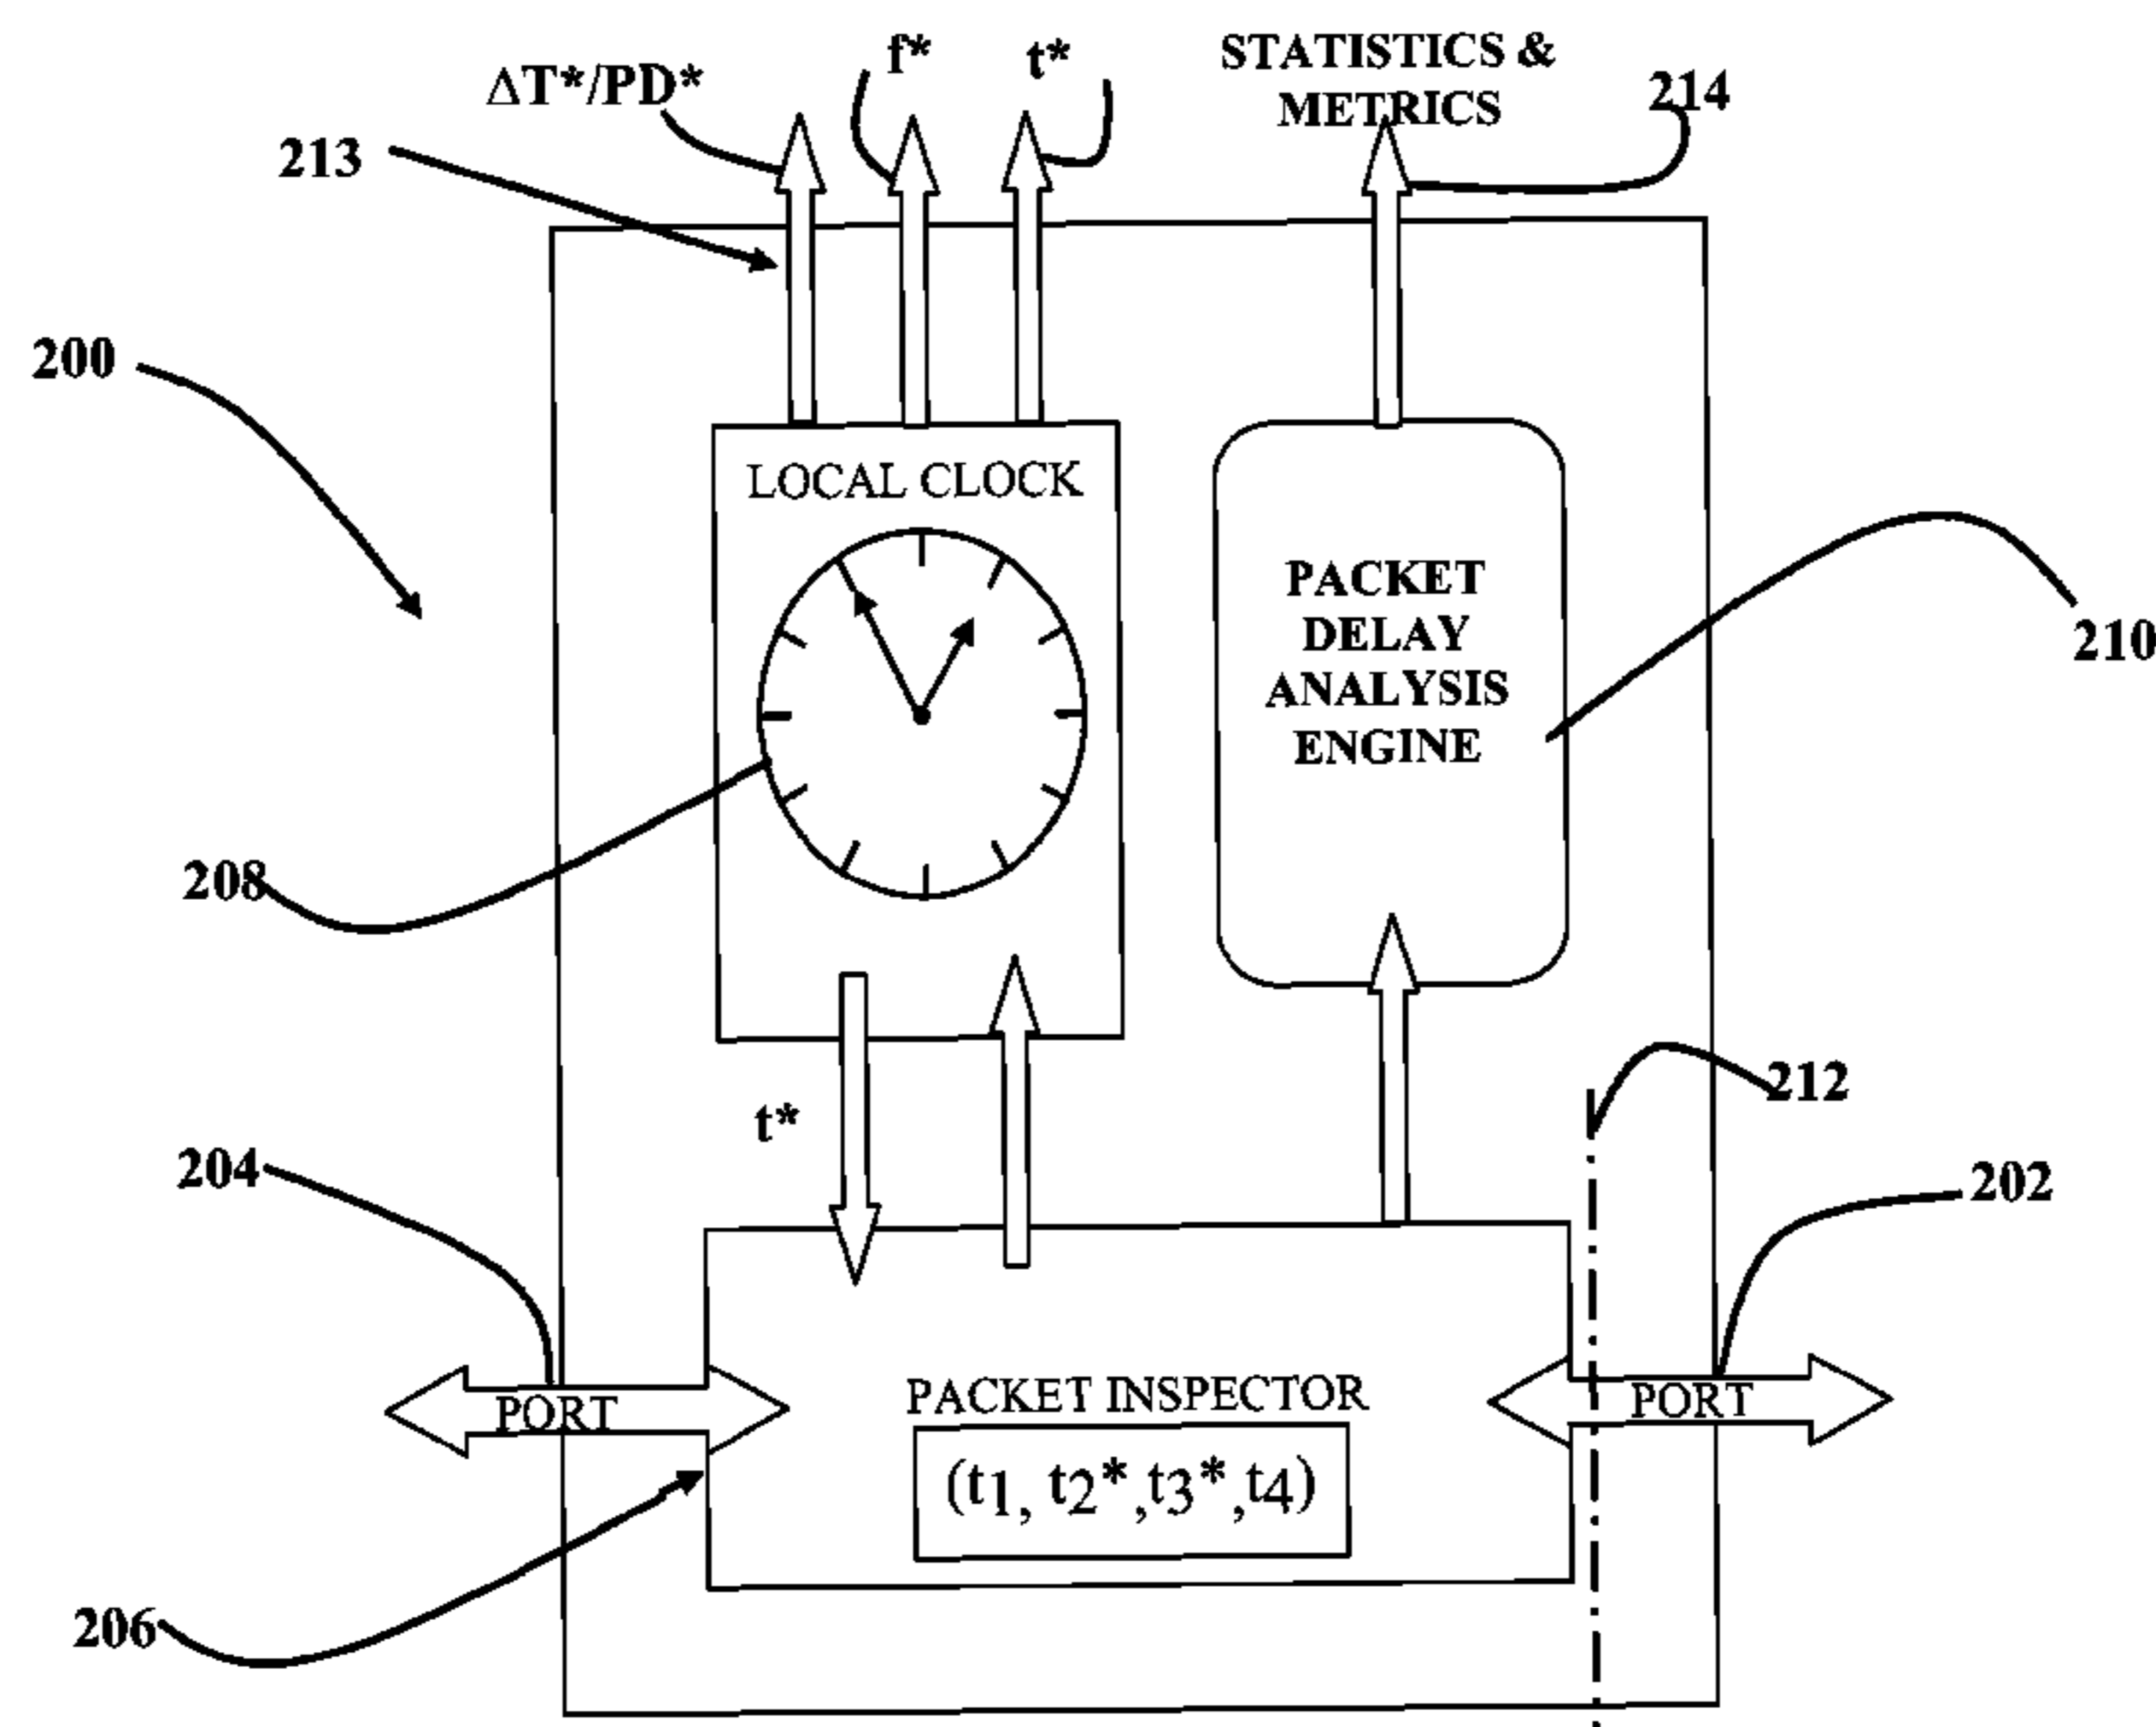 f*
t*
STATISTICS &
METRICS
ΔT*/PD*
214
213
200
LOCAL CLOCK
PACKET
DELAY
ANALYSIS
ENGINE
210
208
212
t*
204
202
PORT
PACKET INSPECTOR
PORT
(t1, t2*,t3*,t4)
206